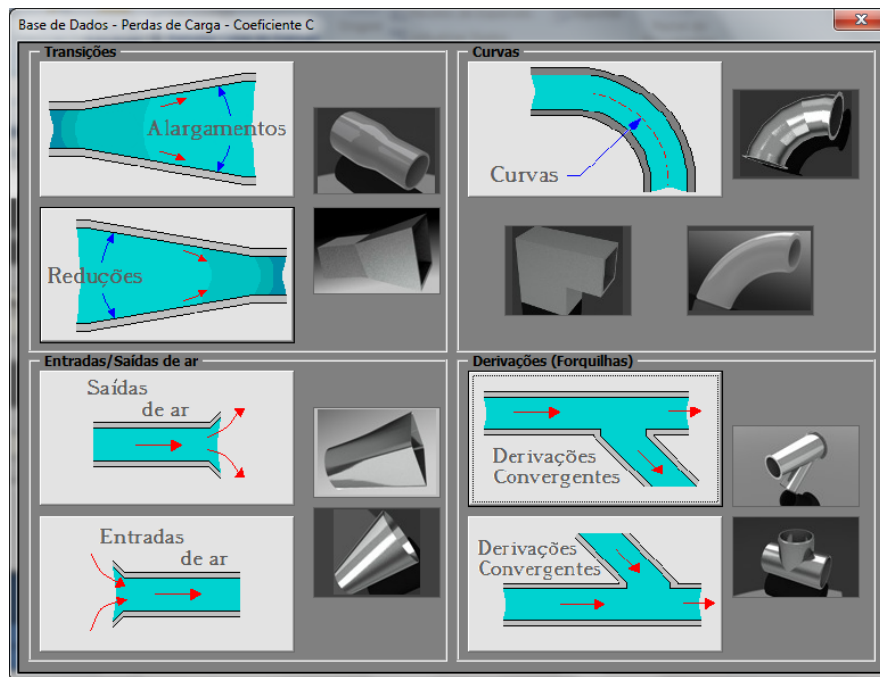 Base de Dados - Perdas de Carga - Coeficiente C
Transições
Alargamentos
Reduções
Curvas
Curvas
Entradas/Saídas de ar
Saídas
de ar
Entradas
de ar
Derivações (Forquilhas)
Derivações
Convergentes
Derivações
Convergentes